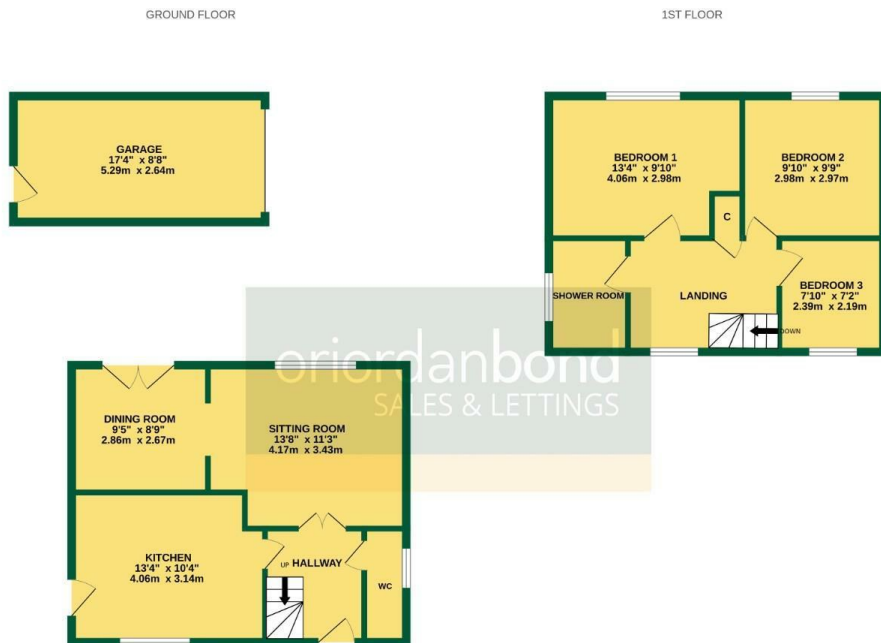 GROUND FLOOR
1ST FLOOR
GARAGE
17'4" x 8'8"
5.29m x 2.64m
BEDROOM 1
13'4" x 9'10"
4.06m x 2.98m
BEDROOM 2
9'10" x 9'9"
2.98m x 2.97m
C
SHOWER ROOM
LANDING
BEDROOM 3
7'10" x 7'2"
2.39m x 2.19m
DOWN
oriordanbond
SALES & LETTINGS
DINING ROOM
9'5" x 8'9"
2.86m x 2.67m
SITTING ROOM
13'8" x 11'3"
4.17m x 3.43m
KITCHEN
13'4" x 10'4"
4.06m x 3.14m
UP
HALLWAY
WC